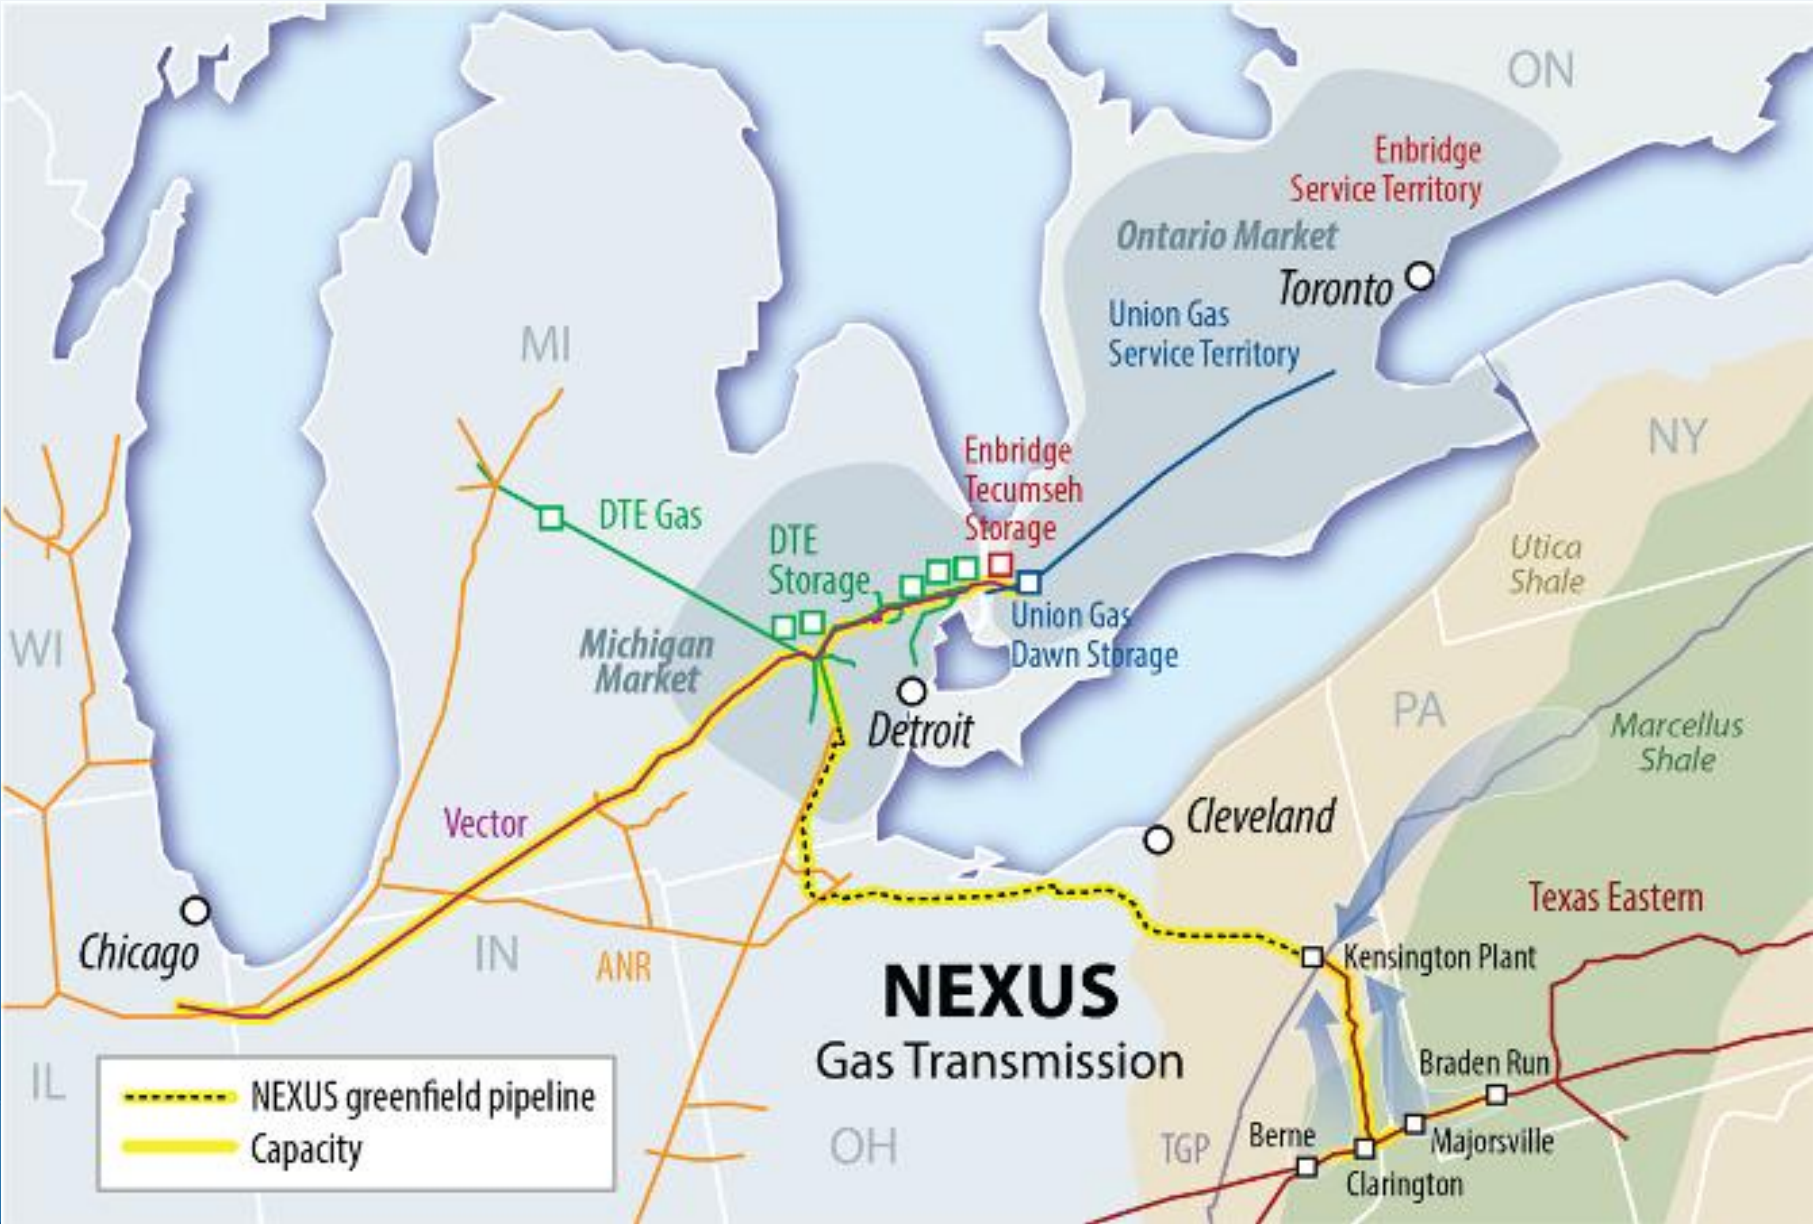 ON
Enbridge
Service Territory
Ontario Market
Toronto
Union Gas
Service Territory
MI
NY
Enbridge
Tecumseh
Storage
DTE Gas
DTE
Storage
Utica
Shale
Union Gas
Dawn Storage
WI
Michigan
Market
PA
Detroit
Marcellus
Shale
Vector
Cleveland
Texas Eastern
Chicago
IN
ANR
Kensington Plant
NEXUS
Gas Transmission
Braden Run
IL
NEXUS greenfield pipeline
Capacity
OH
TGP
Berne
Majorsville
Clarington